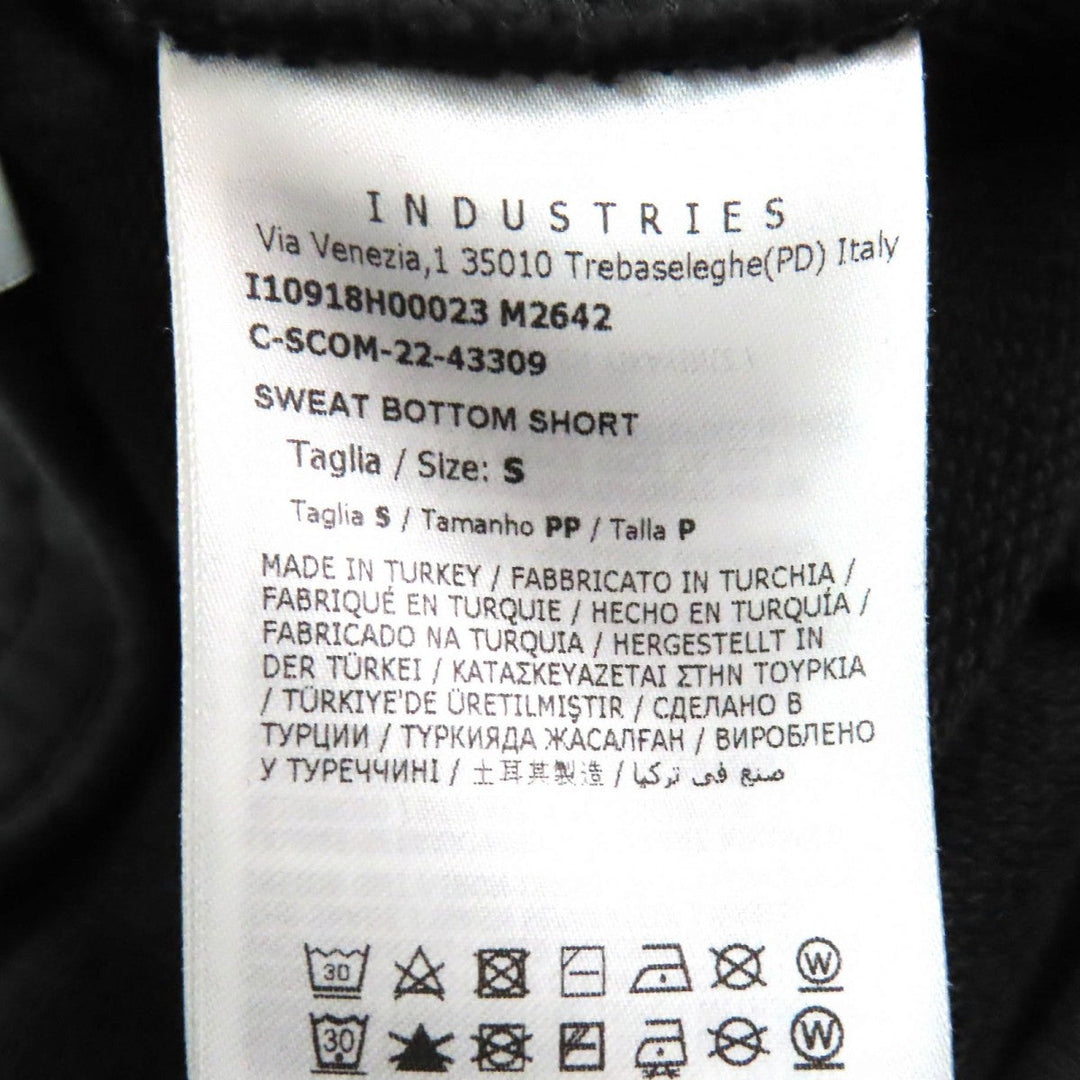 INDUSTRIES
Via Venezia,1 35010 Trebaseleghe(PD) Italy
I10918H00023 M2642
C-SCOM-22-43309
SWEAT BOTTOM SHORT
Taglia / Size: S
Taglia S / Tamanho PP / Talla P
MADE IN TURKEY / FABBRICATO IN TURCHIA /
FABRIQUÉ EN TURQUIE / HECHO EN TURQUÍA /
FABRICADO NA TURQUIA / HERGESTELLT IN
DER TÜRKEI / ΚΑΤΑΣΚΕΥΑΖΕΤΑΙ ΣΤΗΝ ΤΟΥΡΚΙΑ
/ TÜRKIYE'DE ÜRETILMIŞTIR / СДЕЛАНО В
ТУРЦИИ / ТҮРКИЯДА ЖАСАЛҒАН / ВИРОБЛЕНО
У ТУРЕЧЧИНІ / 土耳其製造 / صنع في تركيا
30 W
30 W